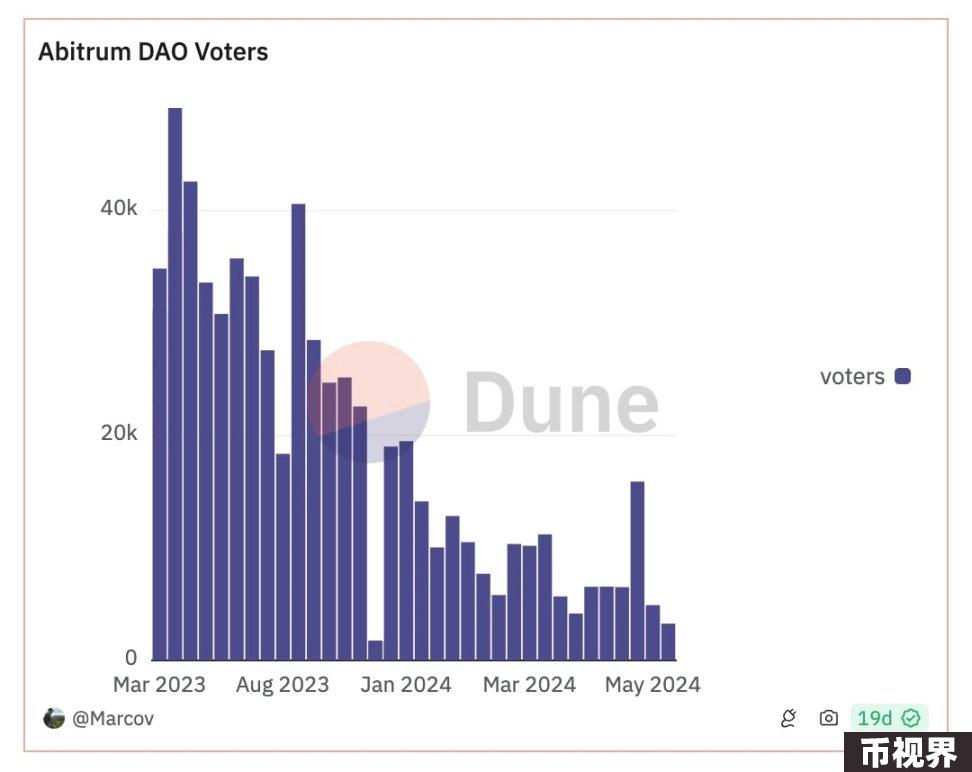 Abitrum DAO Voters
40k
20k
0
Dune
voters
Mar 2023 Aug 2023 Jan 2024 Mar 2024 May 2024
@Marcov
19d
币视界